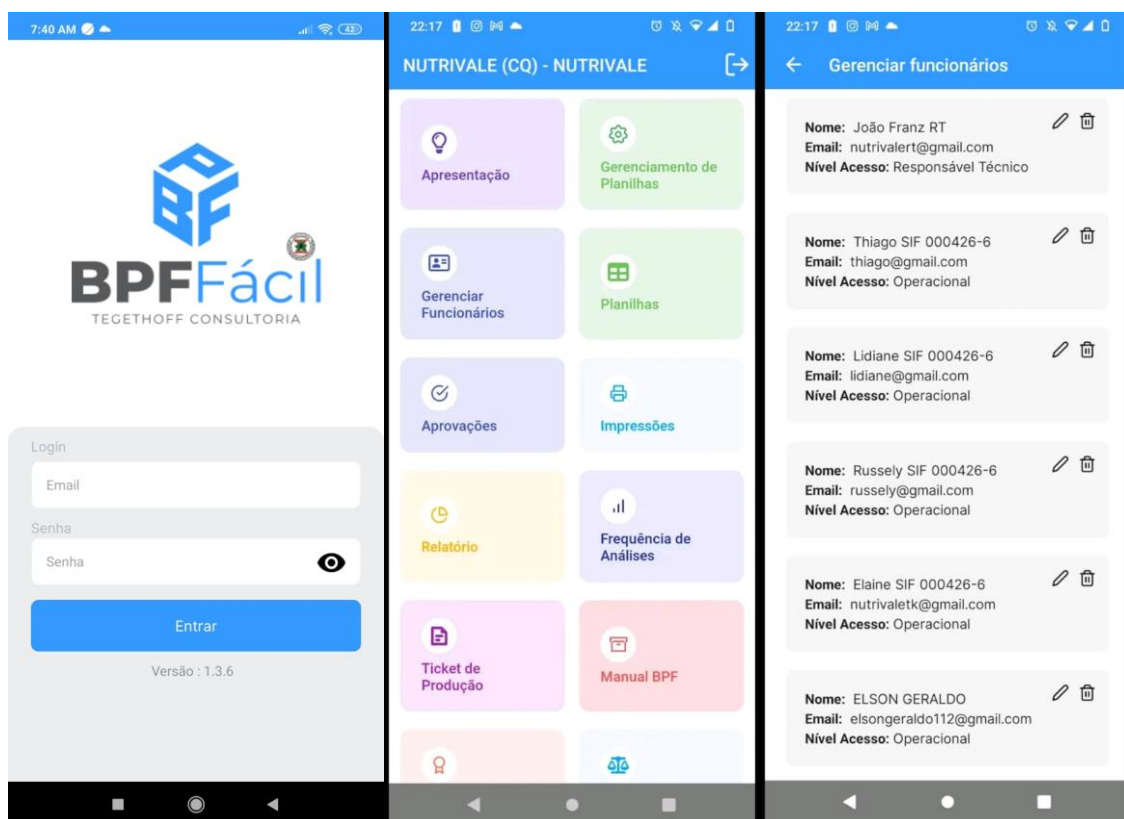 7:40 AM
42
BPF
BPFFácil
TEGETHOFF CONSULTORIA
Login
Email
Senha
Senha
Entrar
Versão : 1.3.6
22:17
NUTRIVALE (CQ) - NUTRIVALE
Apresentação
Gerenciamento de
Planilhas
Gerenciar
Funcionários
Planilhas
Aprovações
Impressões
Relatório
Frequência de
Análises
Ticket de
Produção
Manual BPF
22:17
Gerenciar funcionários
Nome: João Franz RT
Email: nutrivalert@gmail.com
Nível Acesso: Responsável Técnico
Nome: Thiago SIF 000426-6
Email: thiago@gmail.com
Nível Acesso: Operacional
Nome: Lidiane SIF 000426-6
Email: lidiane@gmail.com
Nível Acesso: Operacional
Nome: Russely SIF 000426-6
Email: russely@gmail.com
Nível Acesso: Operacional
Nome: Elaine SIF 000426-6
Email: nutrivaletk@gmail.com
Nível Acesso: Operacional
Nome: ELSON GERALDO
Email: elsongeraldo112@gmail.com
Nível Acesso: Operacional